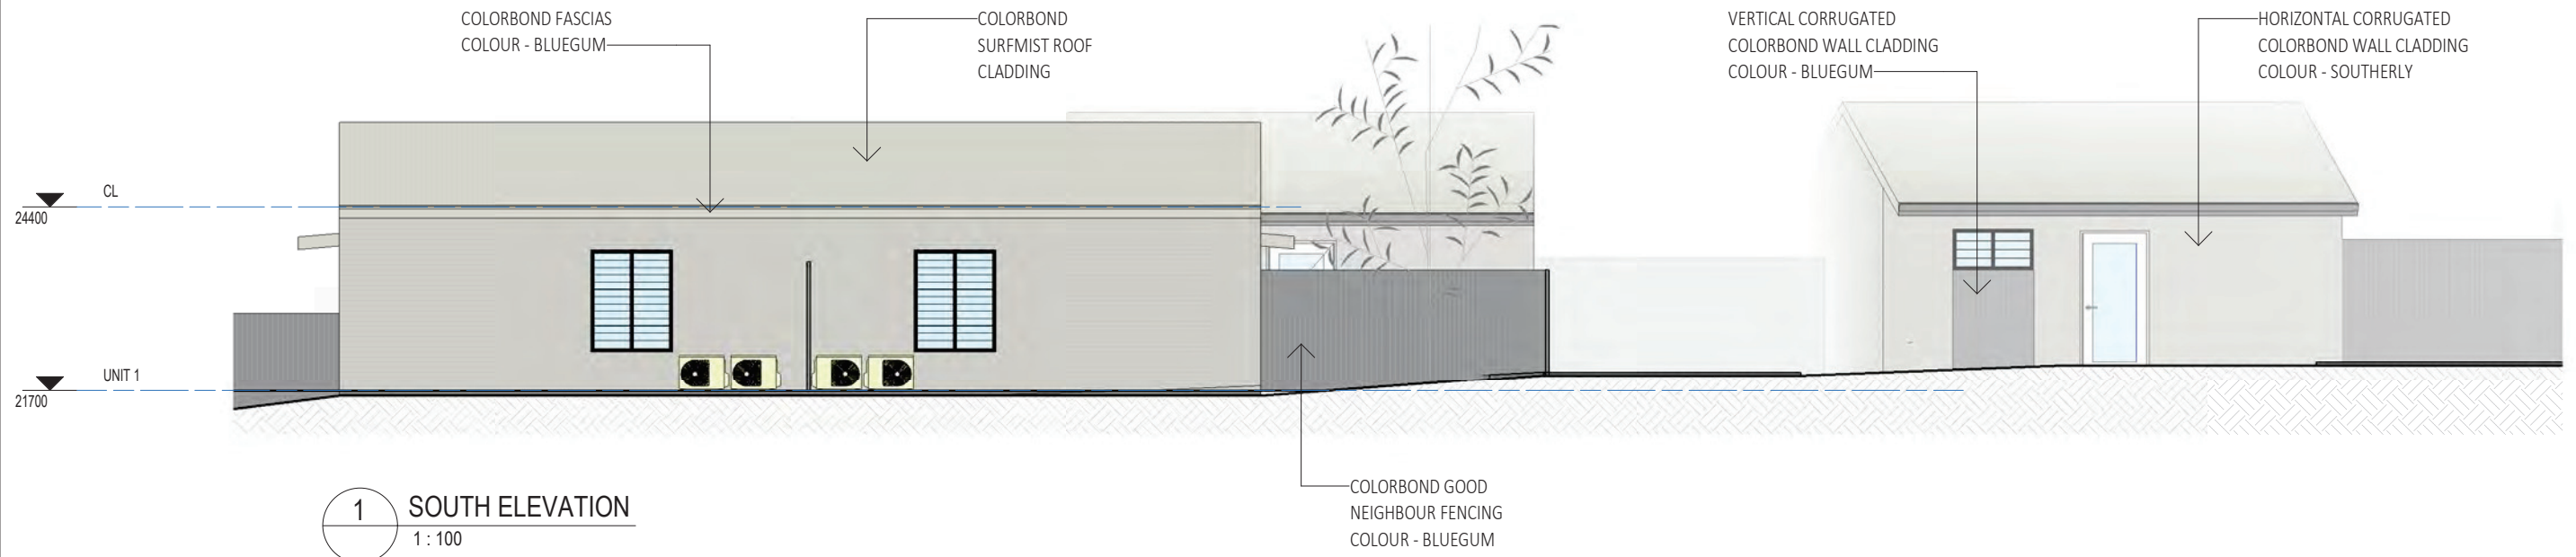 COLORBOND FASCIAS
COLOUR - BLUEGUM
COLORBOND
SURFMIST ROOF
CLADDING
VERTICAL CORRUGATED
COLORBOND WALL CLADDING
COLOUR - BLUEGUM
HORIZONTAL CORRUGATED
COLORBOND WALL CLADDING
COLOUR - SOUTHERLY
CL
24400
UNIT 1
21700
COLORBOND GOOD
NEIGHBOUR FENCING
COLOUR - BLUEGUM
1
SOUTH ELEVATION
1 : 100